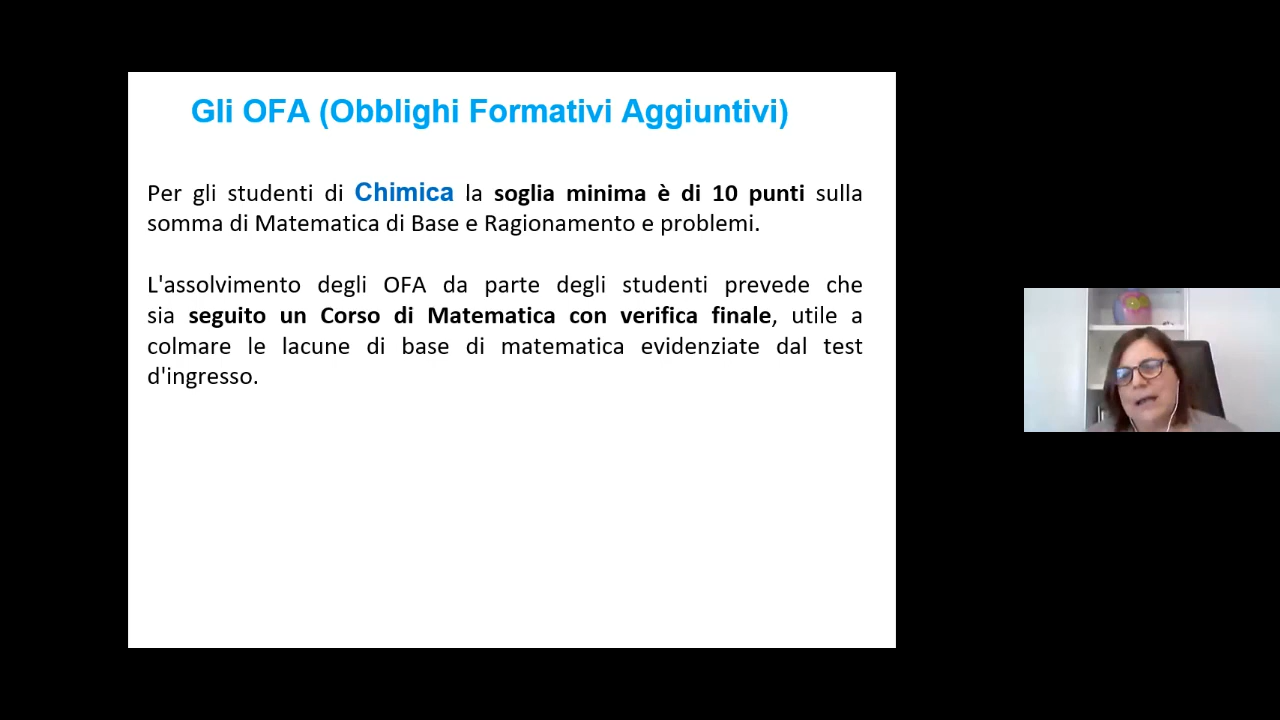 Gli OFA (Obblighi Formativi Aggiuntivi)
Per gli studenti di Chimica la soglia minima è di 10 punti sulla
somma di Matematica di Base e Ragionamento e problemi.
L'assolvimento degli OFA da parte degli studenti prevede che
sia seguito un Corso di Matematica con verifica finale, utile a
colmare le lacune di base di matematica evidenziate dal test
d'ingresso.